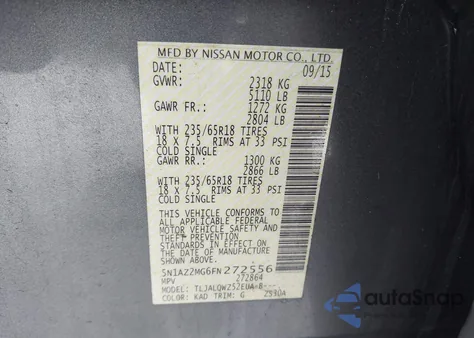 MFD BY NISSAN MOTOR CO., LTD.
DATE: 09/15
GVWR: 2318 KG
5110 LB
GAWR FR.: 1272 KG
2804 LB
WITH 235/65R18 TIRES
18 x 7.5 RIMS AT 33 PSI
COLD SINGLE
GAWR RR.: 1300 KG
2866 LB
WITH 235/65R18 TIRES
18 x 7.5 RIMS AT 33 PSI
COLD SINGLE
THIS VEHICLE CONFORMS TO
ALL APPLICABLE FEDERAL
MOTOR VEHICLE SAFETY AND
THEFT PREVENTION
STANDARDS IN EFFECT ON
THE DATE OF MANUFACTURE
SHOWN ABOVE.
5N1AZ2MG6FN272556
MPV 272864
MODEL:
COLOR: KAD TRIM: G
autoSnap